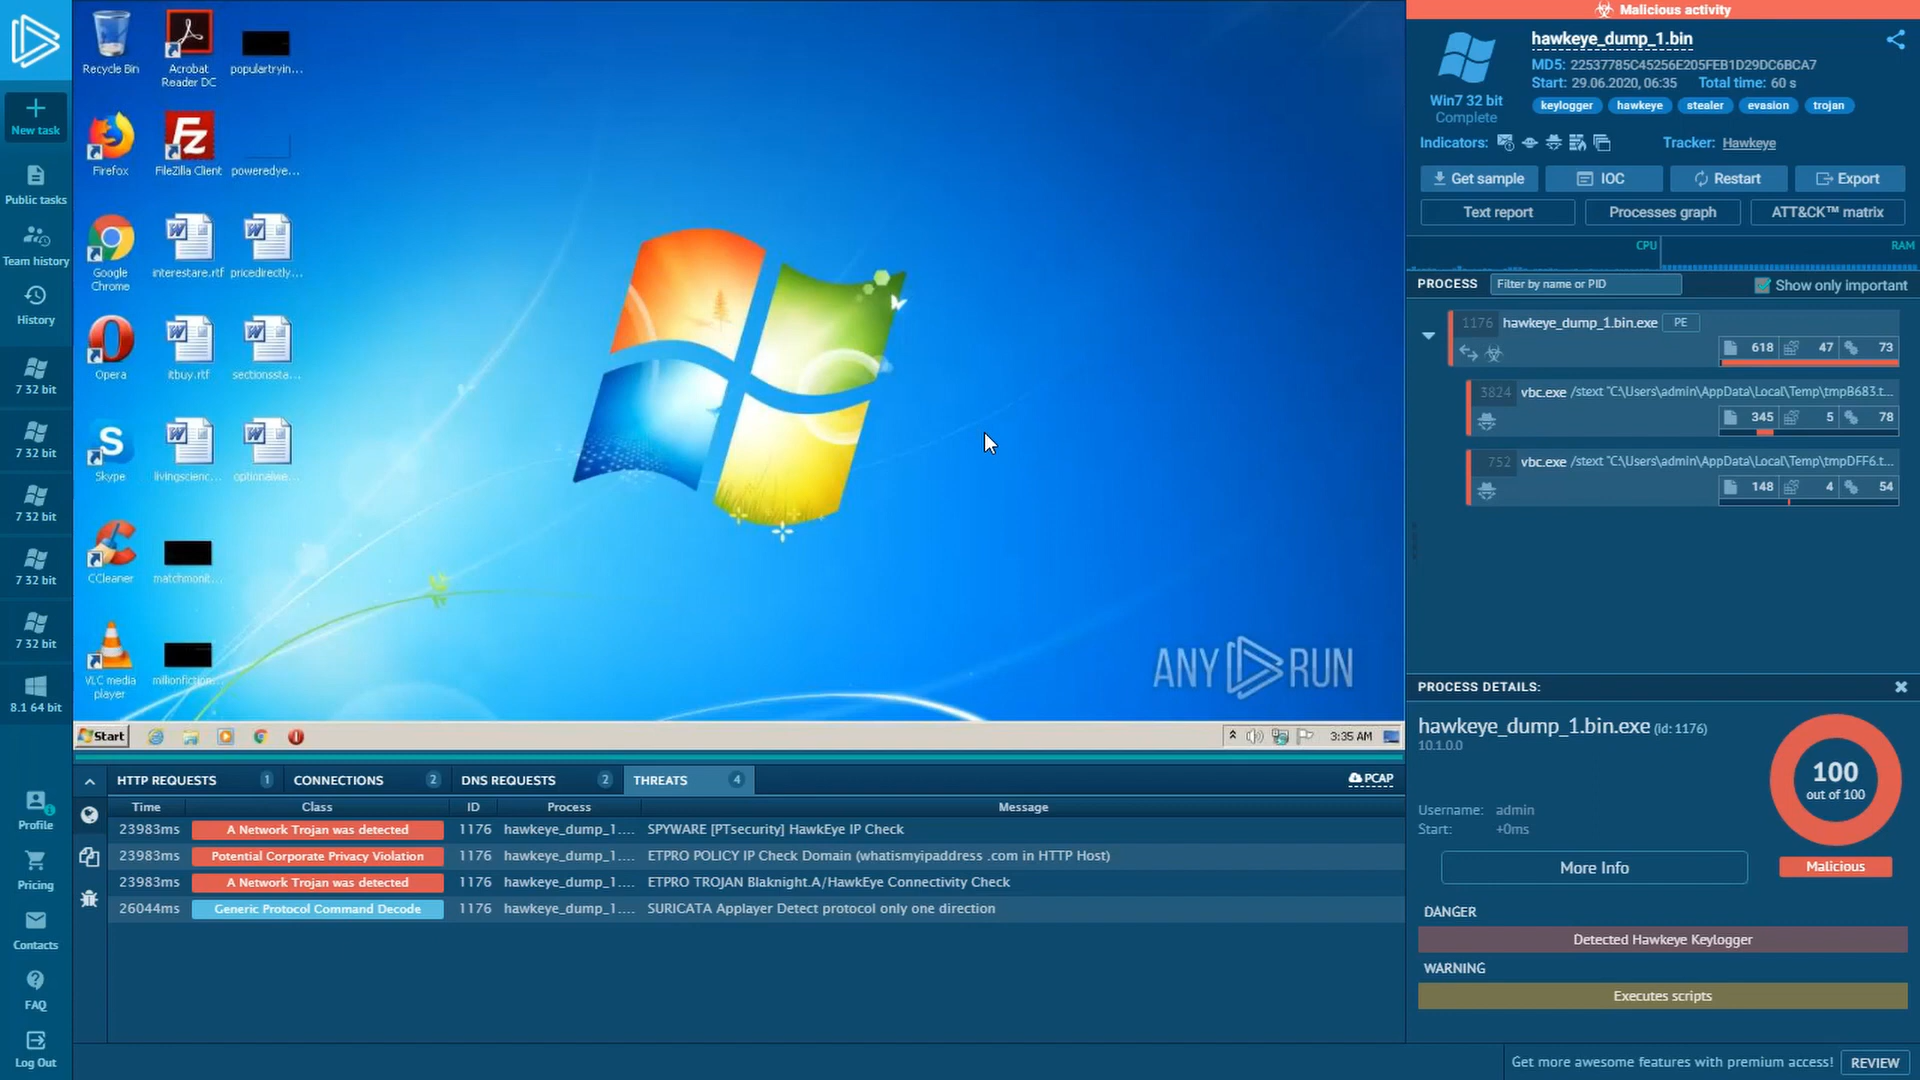 New task
Public tasks
Team history
History
7 32 bit
7 32 bit
7 32 bit
7 32 bit
7 32 bit
8.1 64 bit
Profile
Pricing
Contacts
FAQ
Log Out
Recycle Bin
Acrobat
Reader DC
populartryin...
Firefox
FileZilla Client
poweredye...
Google
Chrome
interestare.rtf
pricedirectly...
Opera
itbuy.rtf
sectionssta...
Skype
livingscienc...
optionalwe...
CCleaner
matchmonit...
VLC media
player
millionfiction...
ANY RUN
Start
3:35 AM
HTTP REQUESTS 1
CONNECTIONS 2
DNS REQUESTS 2
THREATS 4
PCAP
Time Class ID Process Message
23983ms A Network Trojan was detected 1176 hawkeye_dump_1.... SPYWARE [PTsecurity] HawkEye IP Check
23983ms Potential Corporate Privacy Violation 1176 hawkeye_dump_1.... ETPRO POLICY IP Check Domain (whatismyipaddress .com in HTTP Host)
23983ms A Network Trojan was detected 1176 hawkeye_dump_1.... ETPRO TROJAN Blaknight.A/HawkEye Connectivity Check
26044ms Generic Protocol Command Decode 1176 hawkeye_dump_1.... SURICATA Applayer Detect protocol only one direction
Malicious activity
hawkeye_dump_1.bin
MD5: 22537785C45256E205FEB1D29DC6BCA7
Start: 29.06.2020, 06:35 Total time: 60 s
Win7 32 bit
Complete
keylogger hawkeye stealer evasion trojan
Indicators:
Tracker: Hawkeye
Get sample IOC Restart Export
Text report Processes graph ATT&CK™ matrix
CPU RAM
PROCESS Filter by name or PID Show only important
1176 hawkeye_dump_1.bin.exe PE
618 47 73
3824 vbc.exe /stext "C:\Users\admin\AppData\Local\Temp\tmpB683.t...
345 5 78
752 vbc.exe /stext "C:\Users\admin\AppData\Local\Temp\tmpDFF6.t...
148 4 54
PROCESS DETAILS:
hawkeye_dump_1.bin.exe (id: 1176)
10.1.0.0
100
out of 100
Username: admin
Start: +0ms
More Info
Malicious
DANGER
Detected Hawkeye Keylogger
WARNING
Executes scripts
Get more awesome features with premium access! REVIEW